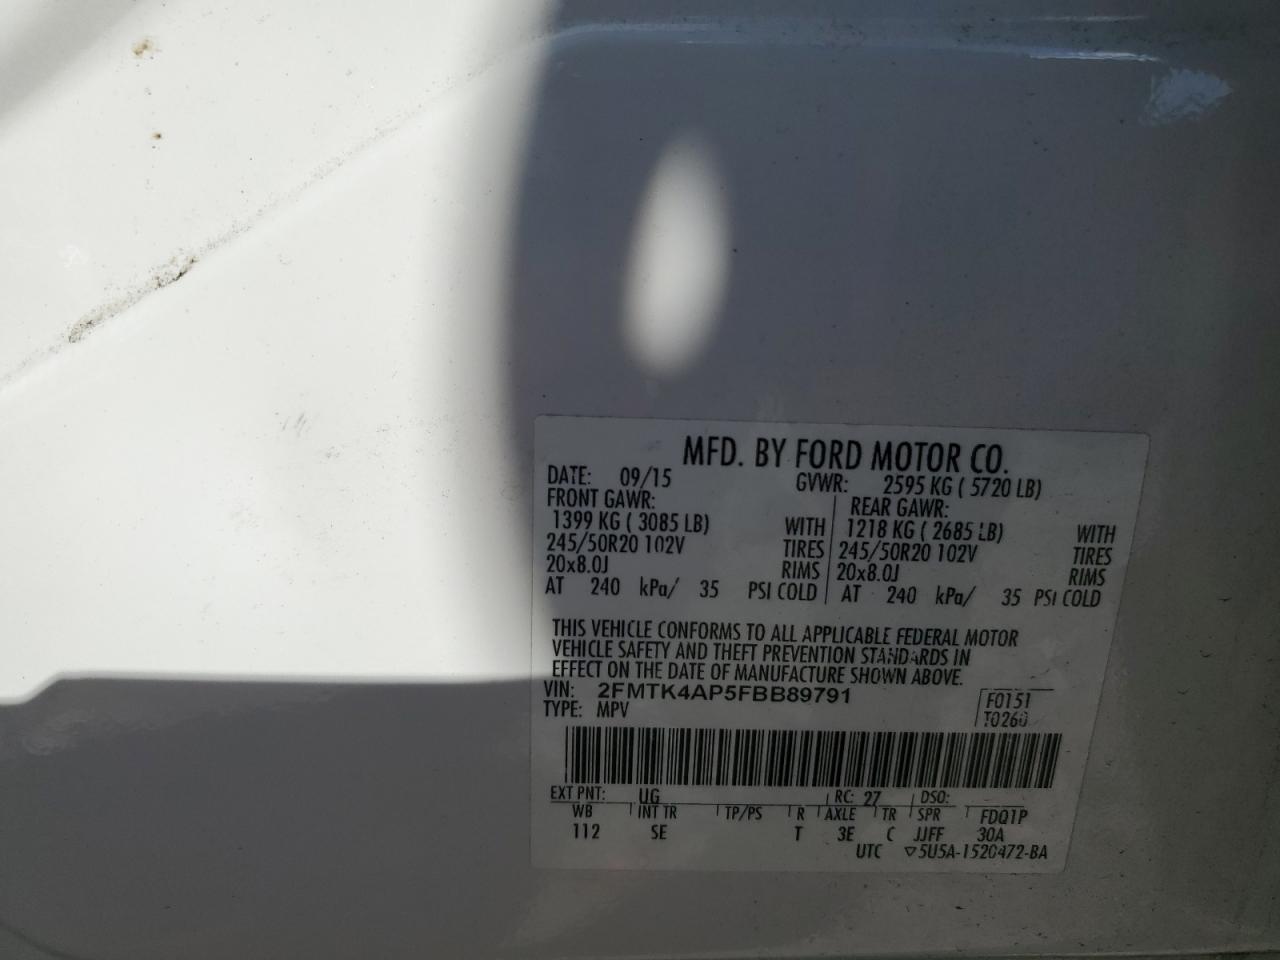 MFD. BY FORD MOTOR CO.
DATE: 09/15 GVWR: 2595 KG ( 5720 LB)
FRONT GAWR: REAR GAWR:
1399 KG ( 3085 LB) WITH 1218 KG ( 2685 LB) WITH
245/50R20 102V TIRES 245/50R20 102V TIRES
20x8.0J RIMS 20x8.0J RIMS
AT 240 kPa/ 35 PSI COLD AT 240 kPa/ 35 PSI COLD
THIS VEHICLE CONFORMS TO ALL APPLICABLE FEDERAL MOTOR
VEHICLE SAFETY AND THEFT PREVENTION STANDARDS IN
EFFECT ON THE DATE OF MANUFACTURE SHOWN ABOVE.
VIN: 2FMTK4AP5FBB89791 F0151
TYPE: MPV T0260
EXT PNT: UG RC: 27 DSO:
WB INT TR TP/PS R AXLE TR SPR FDQ1P
112 SE T 3E C JJFF 30A
UTC ▽5U5A-1520472-BA